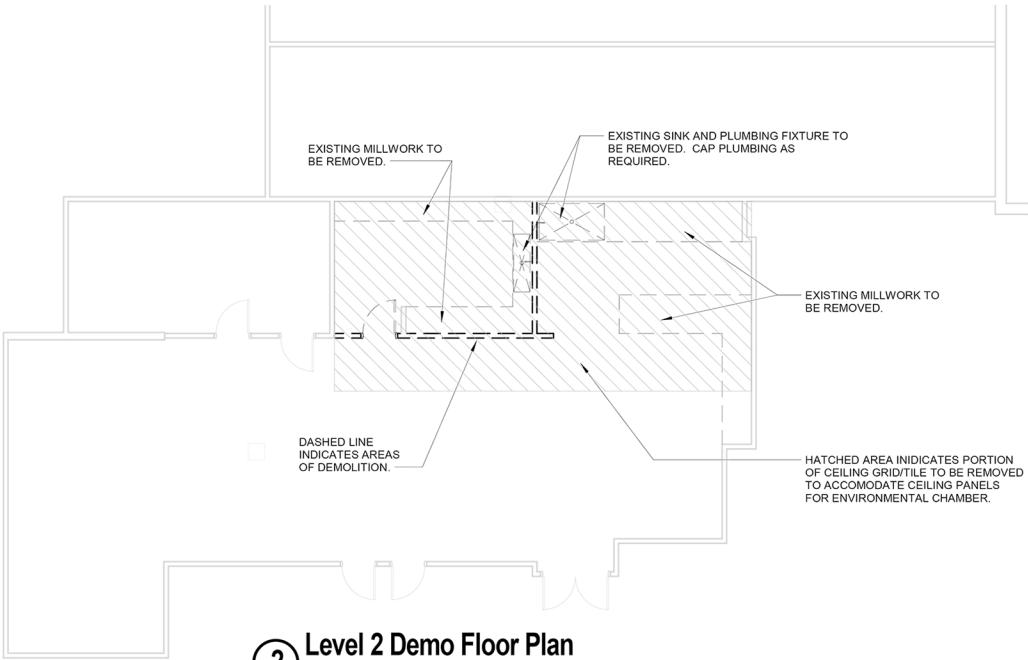 EXISTING MILLWORK TO
BE REMOVED.
EXISTING SINK AND PLUMBING FIXTURE TO
BE REMOVED. CAP PLUMBING AS
REQUIRED.
EXISTING MILLWORK TO
BE REMOVED.
DASHED LINE
INDICATES AREAS
OF DEMOLITION.
HATCHED AREA INIDICATES PORTION
OF CEILING GRID/TILE TO BE REMOVED
TO ACCOMODATE CEILING PANELS
FOR ENVIRONMENTAL CHAMBER.
2 Level 2 Demo Floor Plan